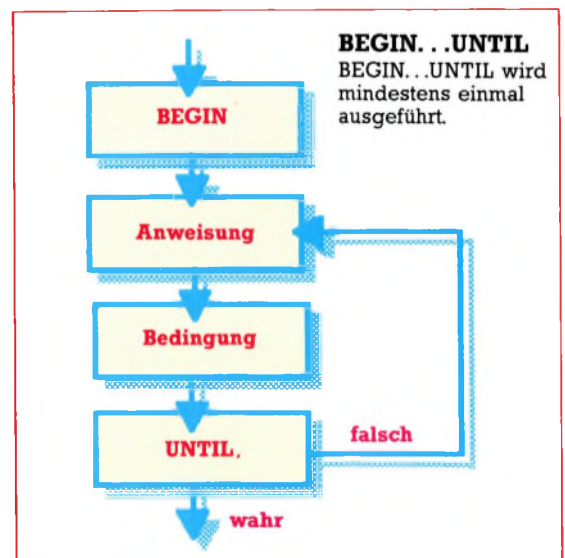 BEGIN...UNTIL
BEGIN...UNTIL wird
mindestens einmal
ausgeführt.
BEGIN
Anweisung
Bedingung
UNTIL.
falsch
wahr